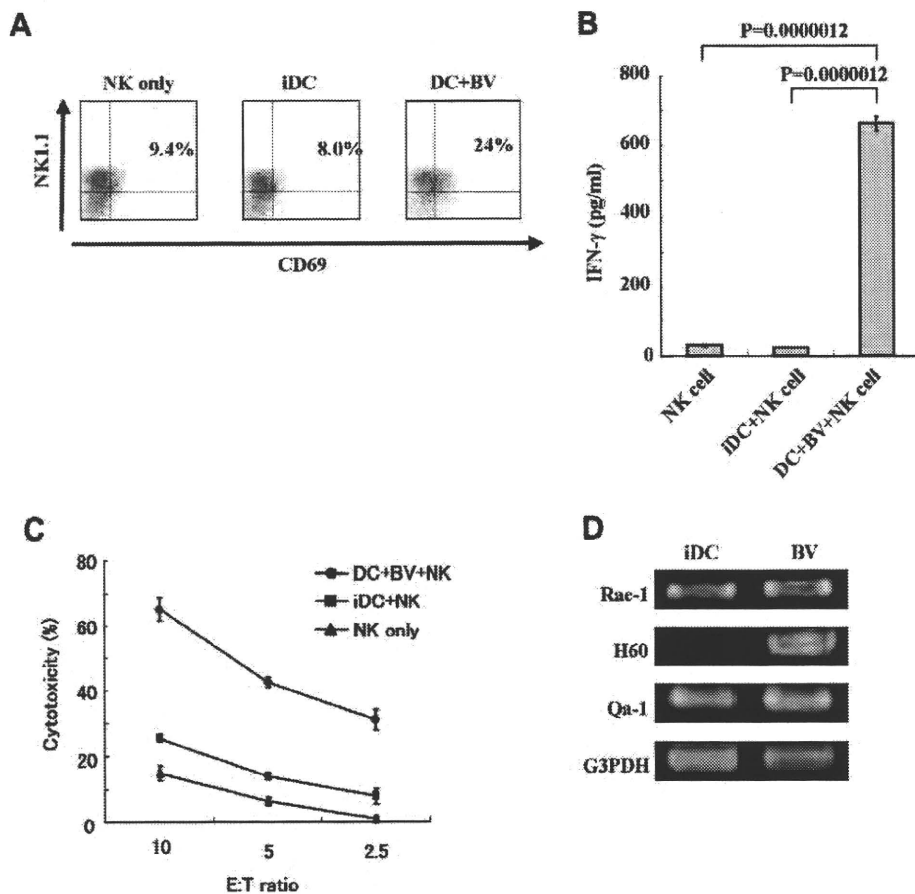 A
NK only
iDC
DC+BV
9.4%
8.0%
24%
NK1.1
CD69
B
P=0.0000012
P=0.0000012
800
600
400
200
0
IFN-γ (pg/ml)
NK cell
iDC+NK cell
DC+BV+NK cell
C
80
60
40
20
0
Cytotoxicity (%)
DC+BV+NK
iDC+NK
NK only
10
5
2.5
E:T ratio
D
iDC
BV
Rae-1
H60
Qa-1
G3PDH